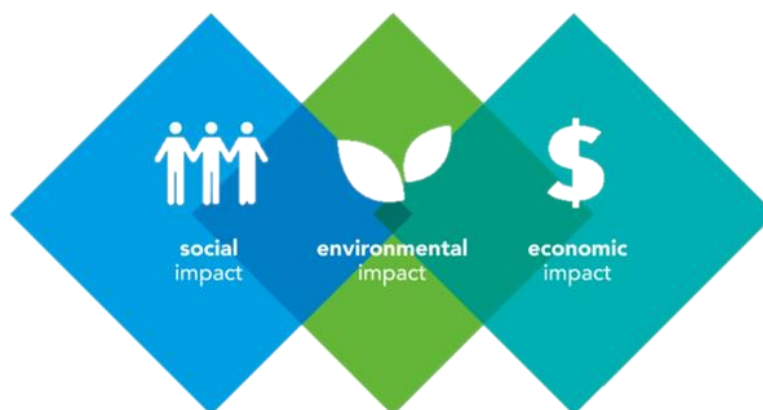 social
impact
environmental
impact
$
economic
impact